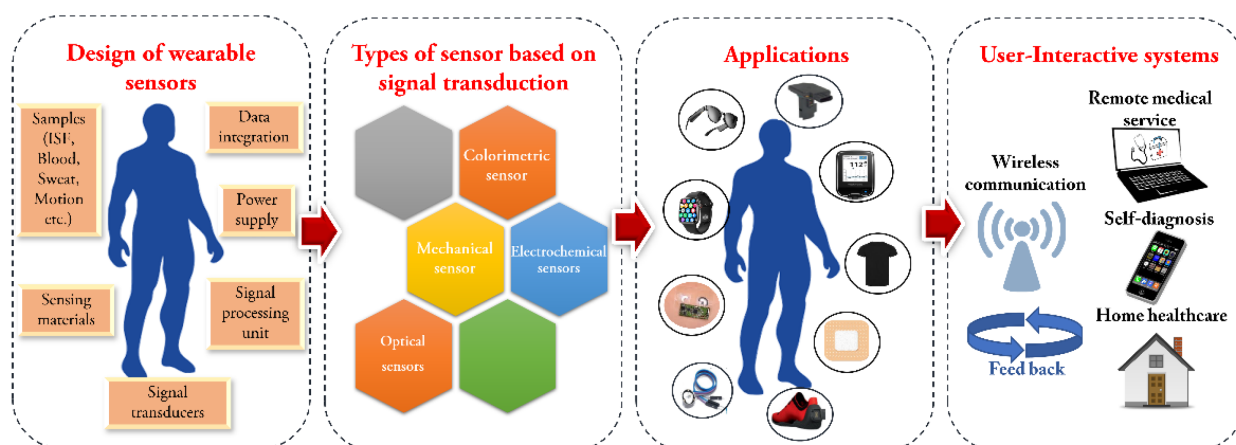 Design of wearable
sensors
Samples
(ISF,
Blood,
Sweat,
Motion
etc.)
Data
integration
Power
supply
Sensing
materials
Signal
processing
unit
Signal
transducers
Types of sensor based on
signal transduction
Colorimetric
sensor
Mechanical
sensor
Electrochemical
sensors
Optical
sensors
Applications
112
User-Interactive systems
Remote medical
service
Wireless
communication
Self-diagnosis
Home healthcare
Feed back